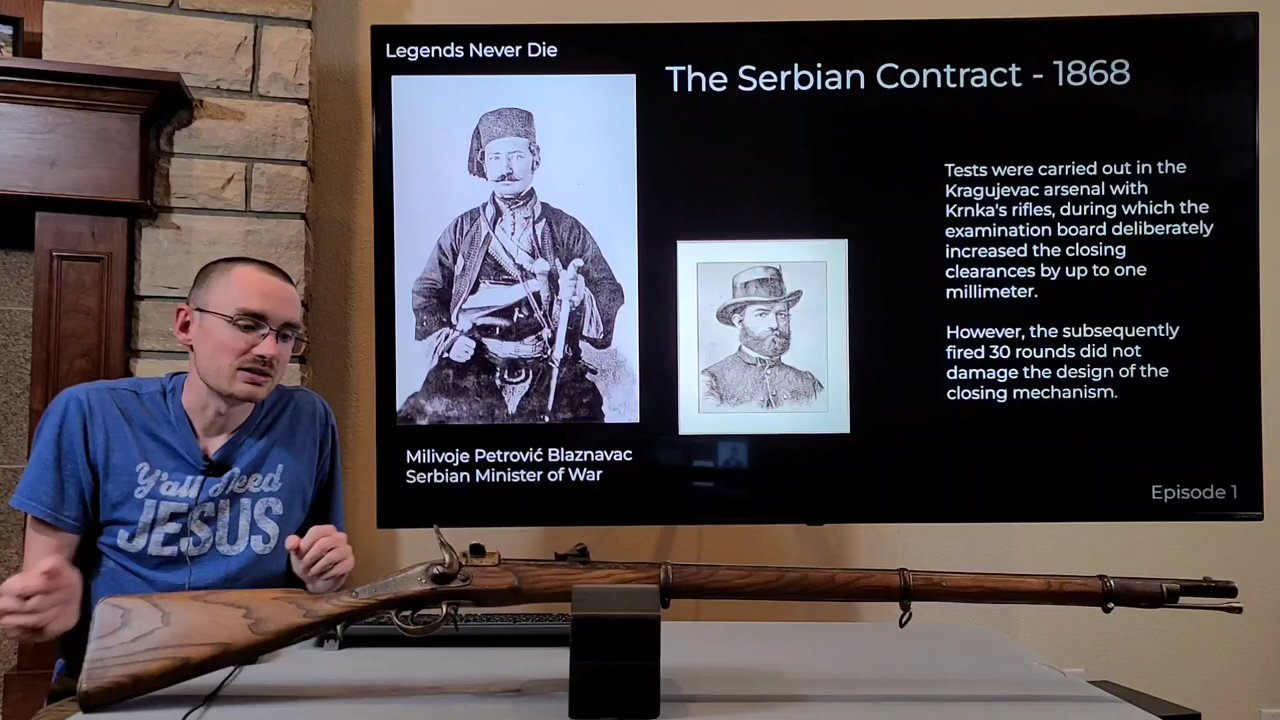 Legends Never Die
The Serbian Contract - 1868
Tests were carried out in the
Kragujevac arsenal with
Krnka's rifles, during which the
examination board deliberately
increased the closing
clearances by up to one
millimeter.
However, the subsequently
fired 30 rounds did not
damage the design of the
closing mechanism.
Milivoje Petrović Blaznavac
Serbian Minister of War
Episode 1
Y'all Need
JESUS